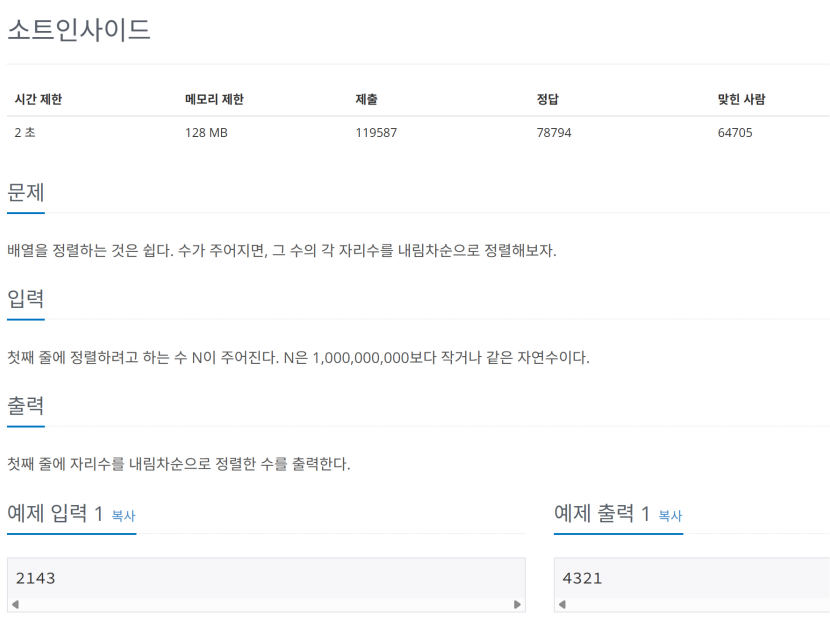 소트인사이드
시간 제한 메모리 제한 제출 정답 맞힌 사람
2 초 128 MB 119587 78794 64705
문제
배열을 정렬하는 것은 쉽다. 수가 주어지면, 그 수의 각 자리수를 내림차순으로 정렬해보자.
입력
첫째 줄에 정렬하려고 하는 수 N이 주어진다. N은 1,000,000,000보다 작거나 같은 자연수이다.
출력
첫째 줄에 자리수를 내림차순으로 정렬한 수를 출력한다.
예제 입력 1 복사 예제 출력 1 복사
2143 4321